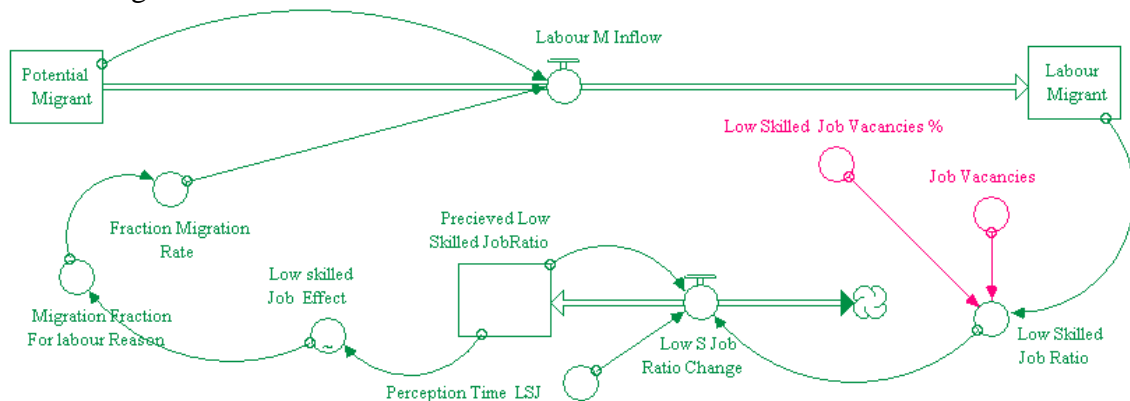 Labour M Inflow
Potential
Migrant
Labour
Migrant
Low Skilled Job Vacancies %
Job Vacancies
Fraction Migration
Rate
Precieved Low
Skilled JobRatio
Low skilled
Job Effect
Migration Fraction
For labour Reason
~
Low S Job
Ratio Change
Low Skilled
Job Ratio
Perception Time LSJ